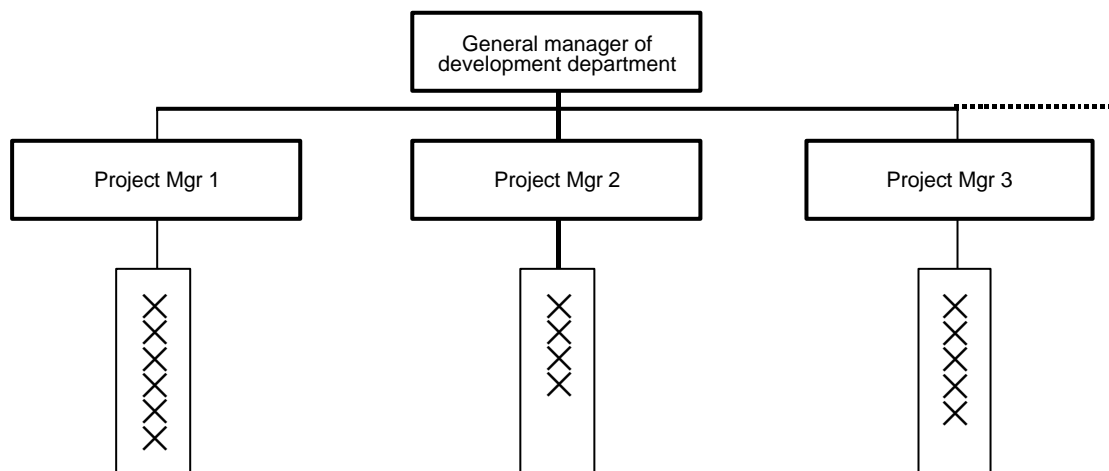 General manager of
development department
Project Mgr 1
Project Mgr 2
Project Mgr 3